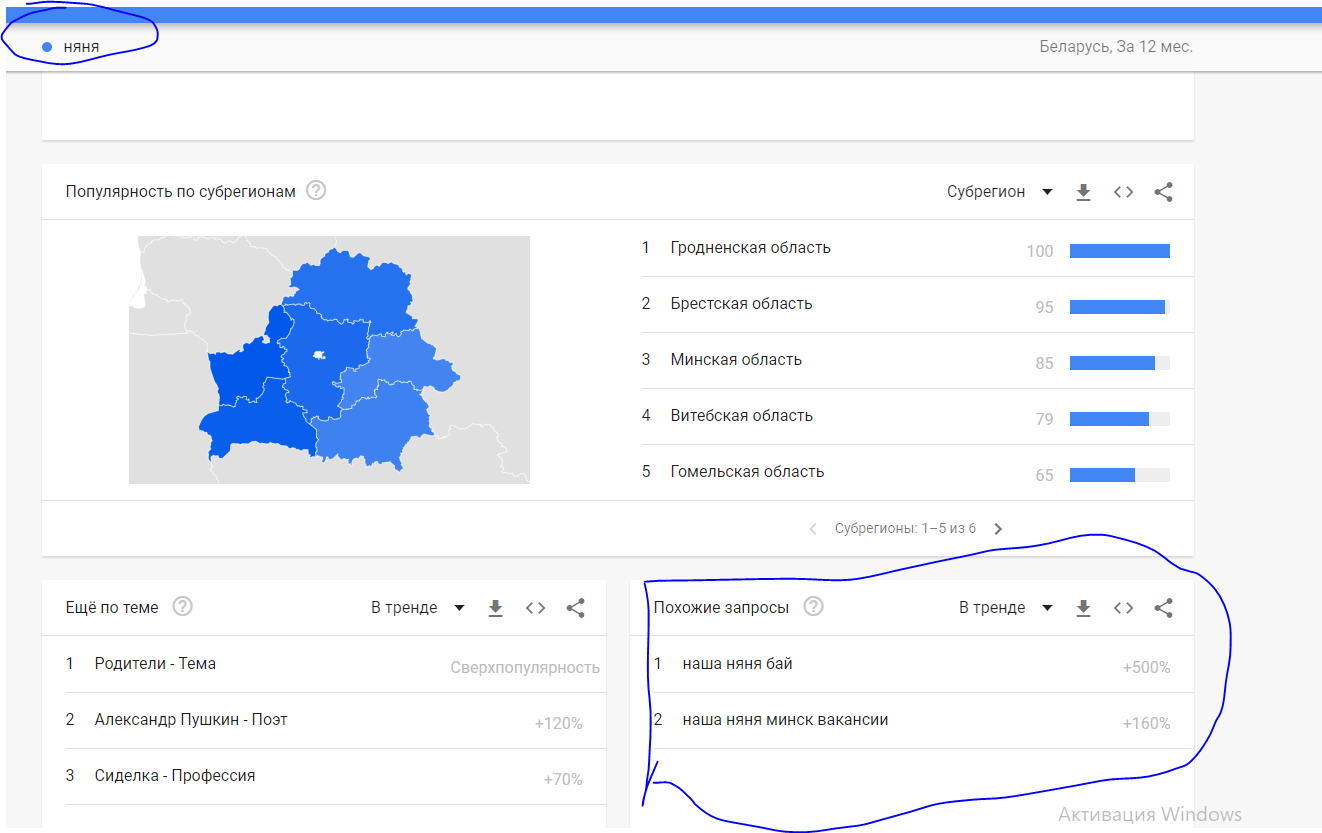 няня
Беларусь, За 12 мес.
Популярность по субрегионам
Субрегион
1 Гродненская область 100
2 Брестская область 95
3 Минская область 85
4 Витебская область 79
5 Гомельская область 65
Субрегионы: 1–5 из 6
Ещё по теме
В тренде
1 Родители - Тема Сверхпопулярность
2 Александр Пушкин - Поэт +120%
3 Сиделка - Профессия +70%
Похожие запросы
В тренде
1 наша няня бай +500%
2 наша няня минск вакансии +160%
Активация Windows